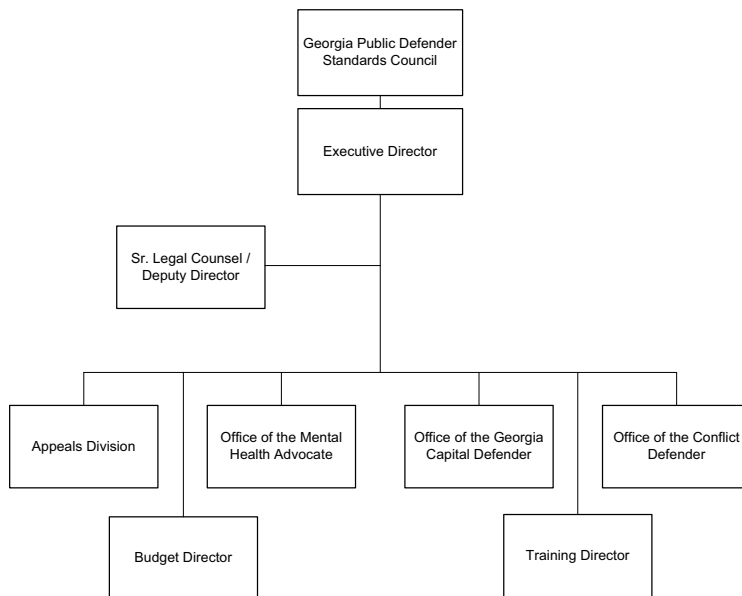 Georgia Public Defender
Standards Council
Executive Director
Sr. Legal Counsel /
Deputy Director
Appeals Division
Office of the Mental
Health Advocate
Office of the Georgia
Capital Defender
Office of the Conflict
Defender
Budget Director
Training Director